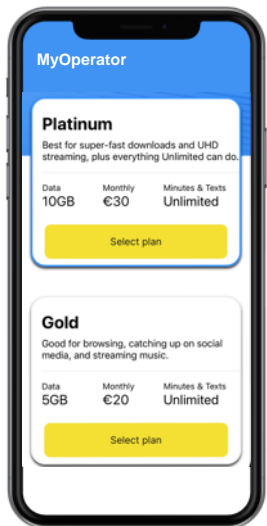 MyOperator
Platinum
Best for super-fast downloads and UHD
streaming, plus everything Unlimited can do.
Data Monthly Minutes & Texts
10GB €30 Unlimited
Select plan
Gold
Good for browsing, catching up on social
media, and streaming music.
Data Monthly Minutes & Texts
5GB €20 Unlimited
Select plan